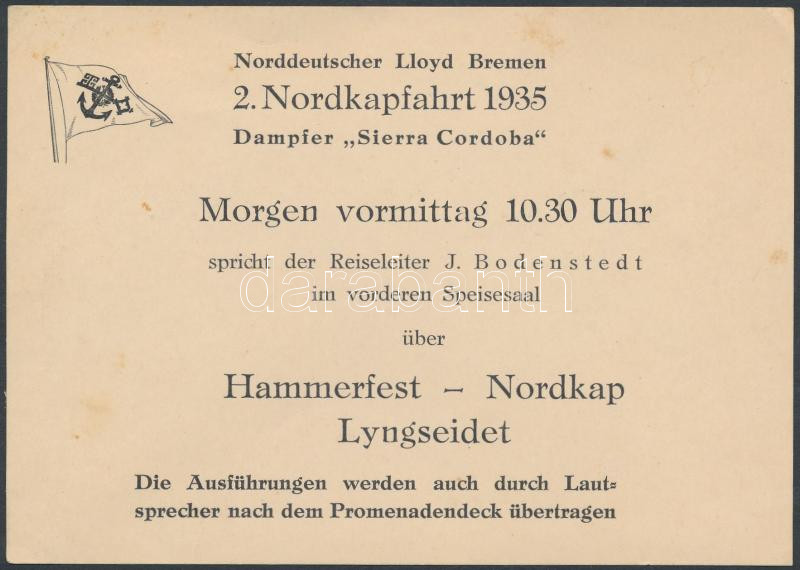 Norddeutscher Lloyd Bremen
2. Nordkapfahrt 1935
Dampfer „Sierra Cordoba“
Morgen vormittag 10.30 Uhr
spricht der Reiseleiter J. Bodenstedt
im vorderen Speisesaal
darabanth
über
Hammerfest – Nordkap
Lyngseidet
Die Ausführungen werden auch durch Laut=
sprecher nach dem Promenadendeck übertragen